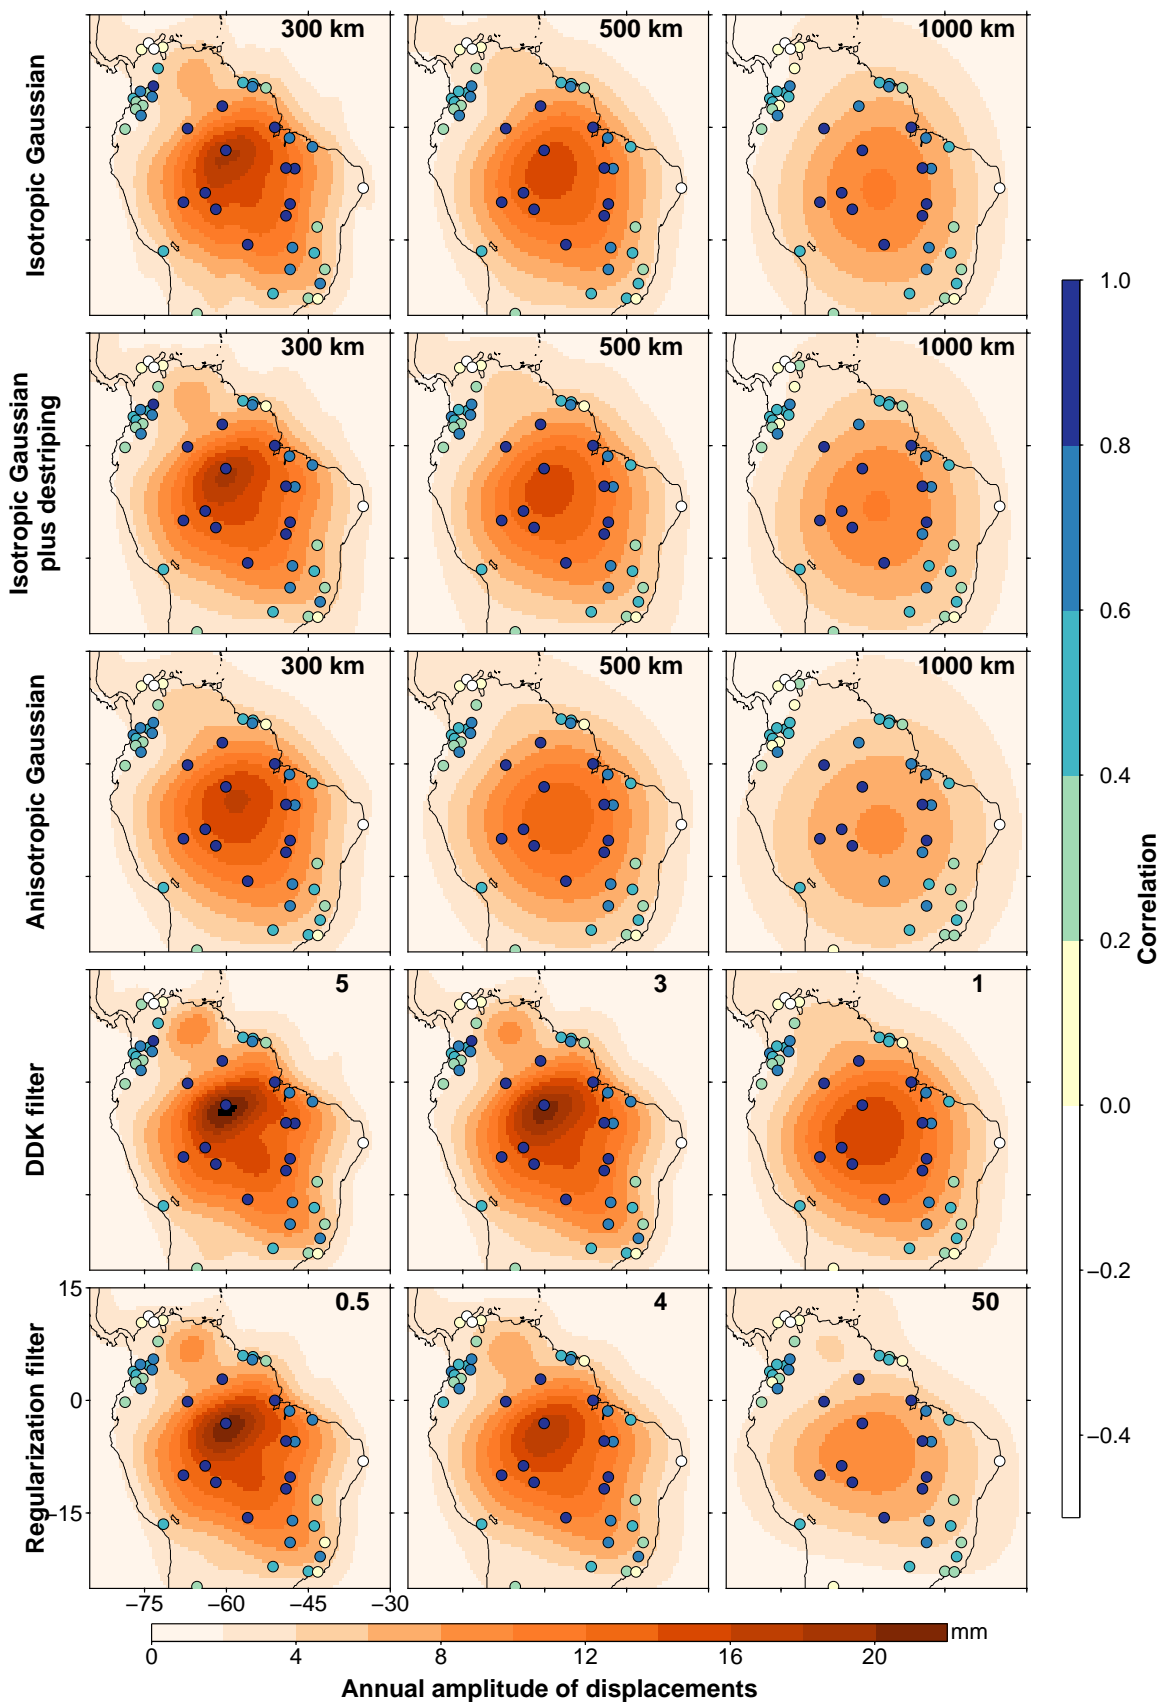 Isotropic Gaussian
300 km
500 km
1000 km
Isotropic Gaussian
plus destriping
300 km
500 km
1000 km
Anisotropic Gaussian
300 km
500 km
1000 km
DDK filter
5
3
1
Regularization filter
0.5
4
50
15
0
−15
−75
−60
−45
−30
1.0
0.8
0.6
0.4
0.2
0.0
−0.2
−0.4
Correlation
mm
0
4
8
12
16
20
Annual amplitude of displacements